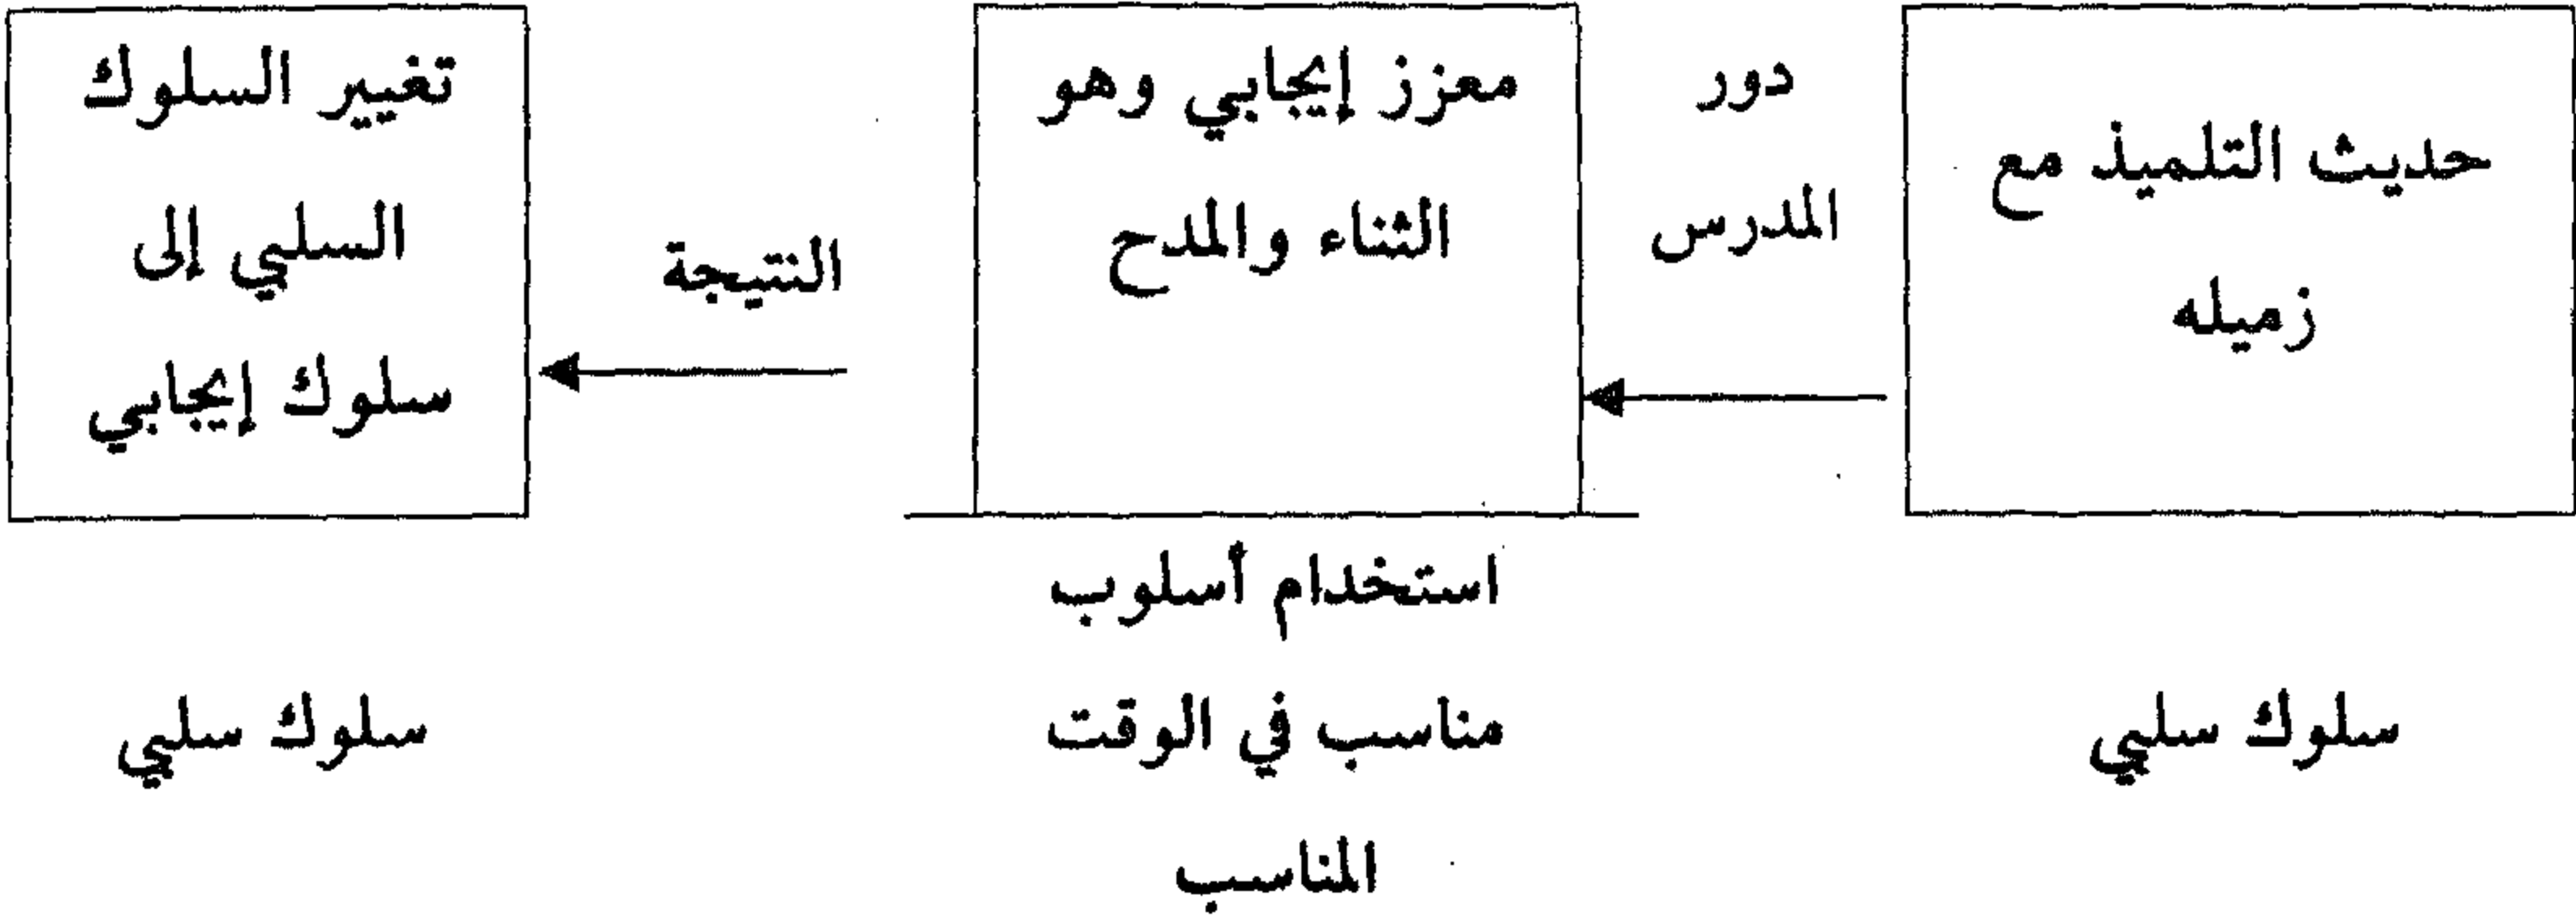 حديث التلميذ مع
زميله
دور
المدرس
معزز إيجابي وهو
الثناء والمدح
النتيجة
تغيير السلوك
السلبي إلى
سلوك إيجابي
سلوك سلبي
استخدام أسلوب
مناسب في الوقت
المناسب
سلوك سلبي